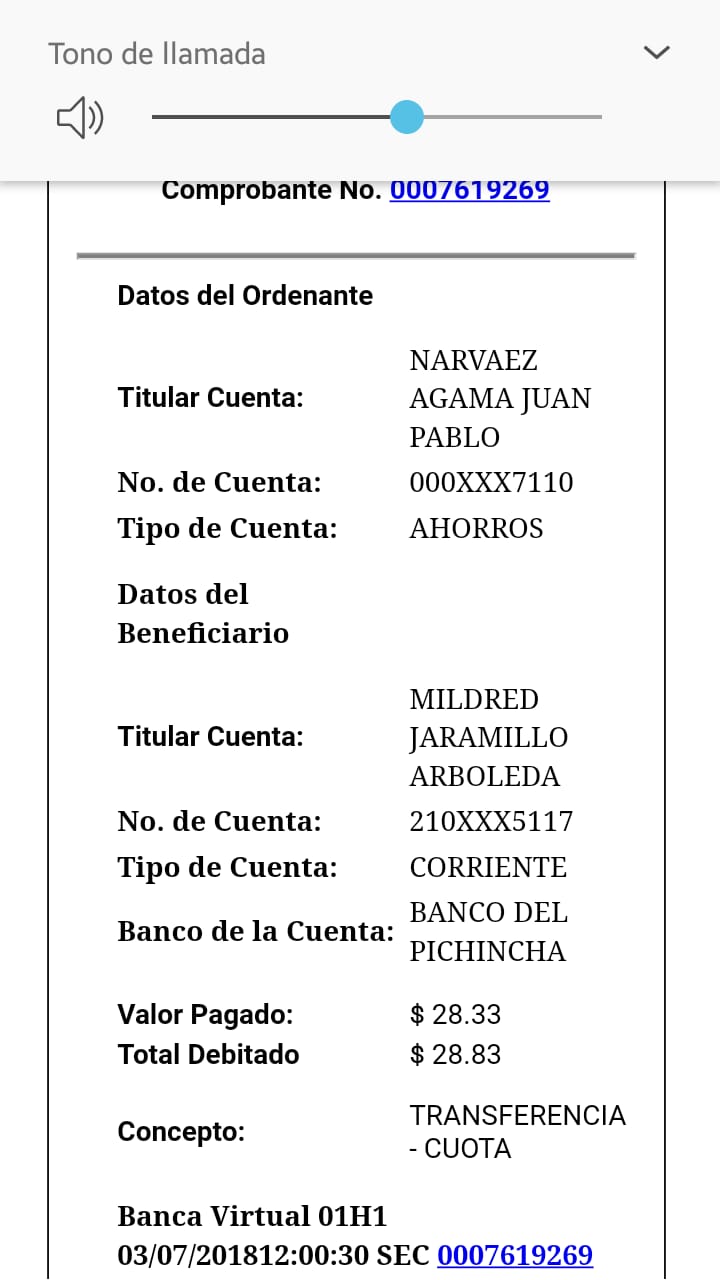 Tono de llamada
Comprobante No. 0007619269
Datos del Ordenante
Titular Cuenta:
NARVAEZ
AGAMA JUAN
PABLO
No. de Cuenta: 000XXX7110
Tipo de Cuenta: AHORROS
Datos del
Beneficiario
Titular Cuenta:
MILDRED
JARAMILLO
ARBOLEDA
No. de Cuenta: 210XXX5117
Tipo de Cuenta: CORRIENTE
Banco de la Cuenta:
BANCO DEL
PICHINCHA
Valor Pagado: $ 28.33
Total Debitado $ 28.83
Concepto:
TRANSFERENCIA
- CUOTA
Banca Virtual 01H1
03/07/201812:00:30 SEC 0007619269